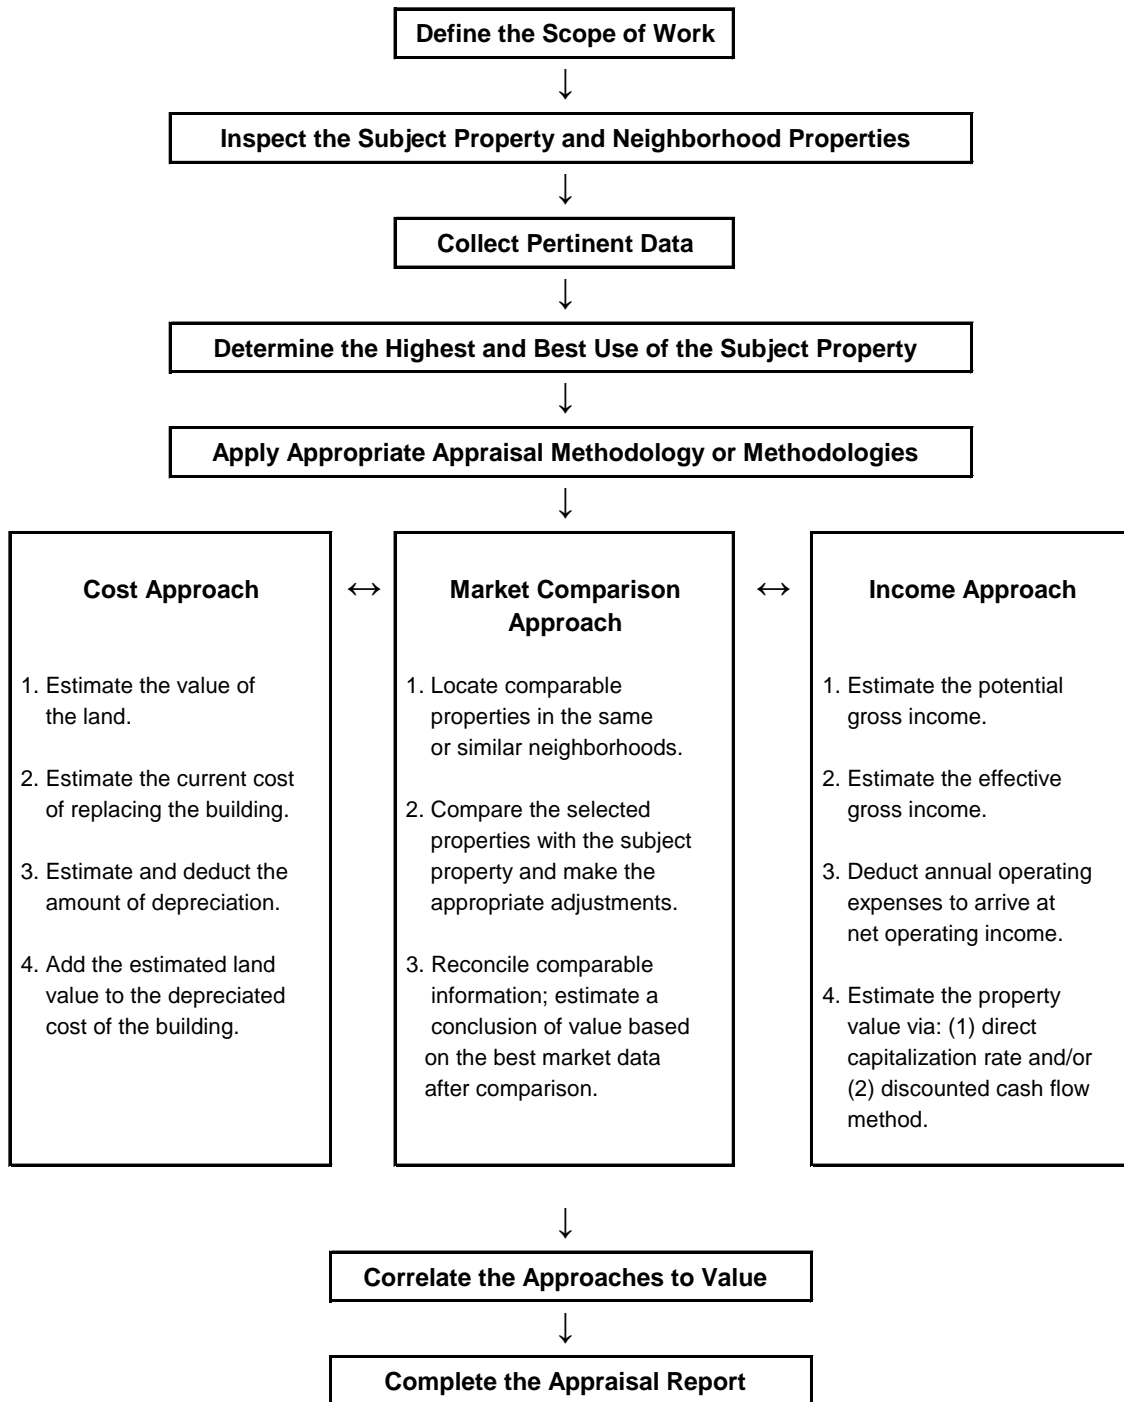 Define the Scope of Work
↓
Inspect the Subject Property and Neighborhood Properties
↓
Collect Pertinent Data
↓
Determine the Highest and Best Use of the Subject Property
↓
Apply Appropriate Appraisal Methodology or Methodologies
↓
Cost Approach
1. Estimate the value of
the land.
2. Estimate the current cost
of replacing the building.
3. Estimate and deduct the
amount of depreciation.
4. Add the estimated land
value to the depreciated
cost of the building.
↔
Market Comparison
Approach
1. Locate comparable
properties in the same
or similar neighborhoods.
2. Compare the selected
properties with the subject
property and make the
appropriate adjustments.
3. Reconcile comparable
information; estimate a
conclusion of value based
on the best market data
after comparison.
↔
Income Approach
1. Estimate the potential
gross income.
2. Estimate the effective
gross income.
3. Deduct annual operating
expenses to arrive at
net operating income.
4. Estimate the property
value via: (1) direct
capitalization rate and/or
(2) discounted cash flow
method.
↓
Correlate the Approaches to Value
↓
Complete the Appraisal Report